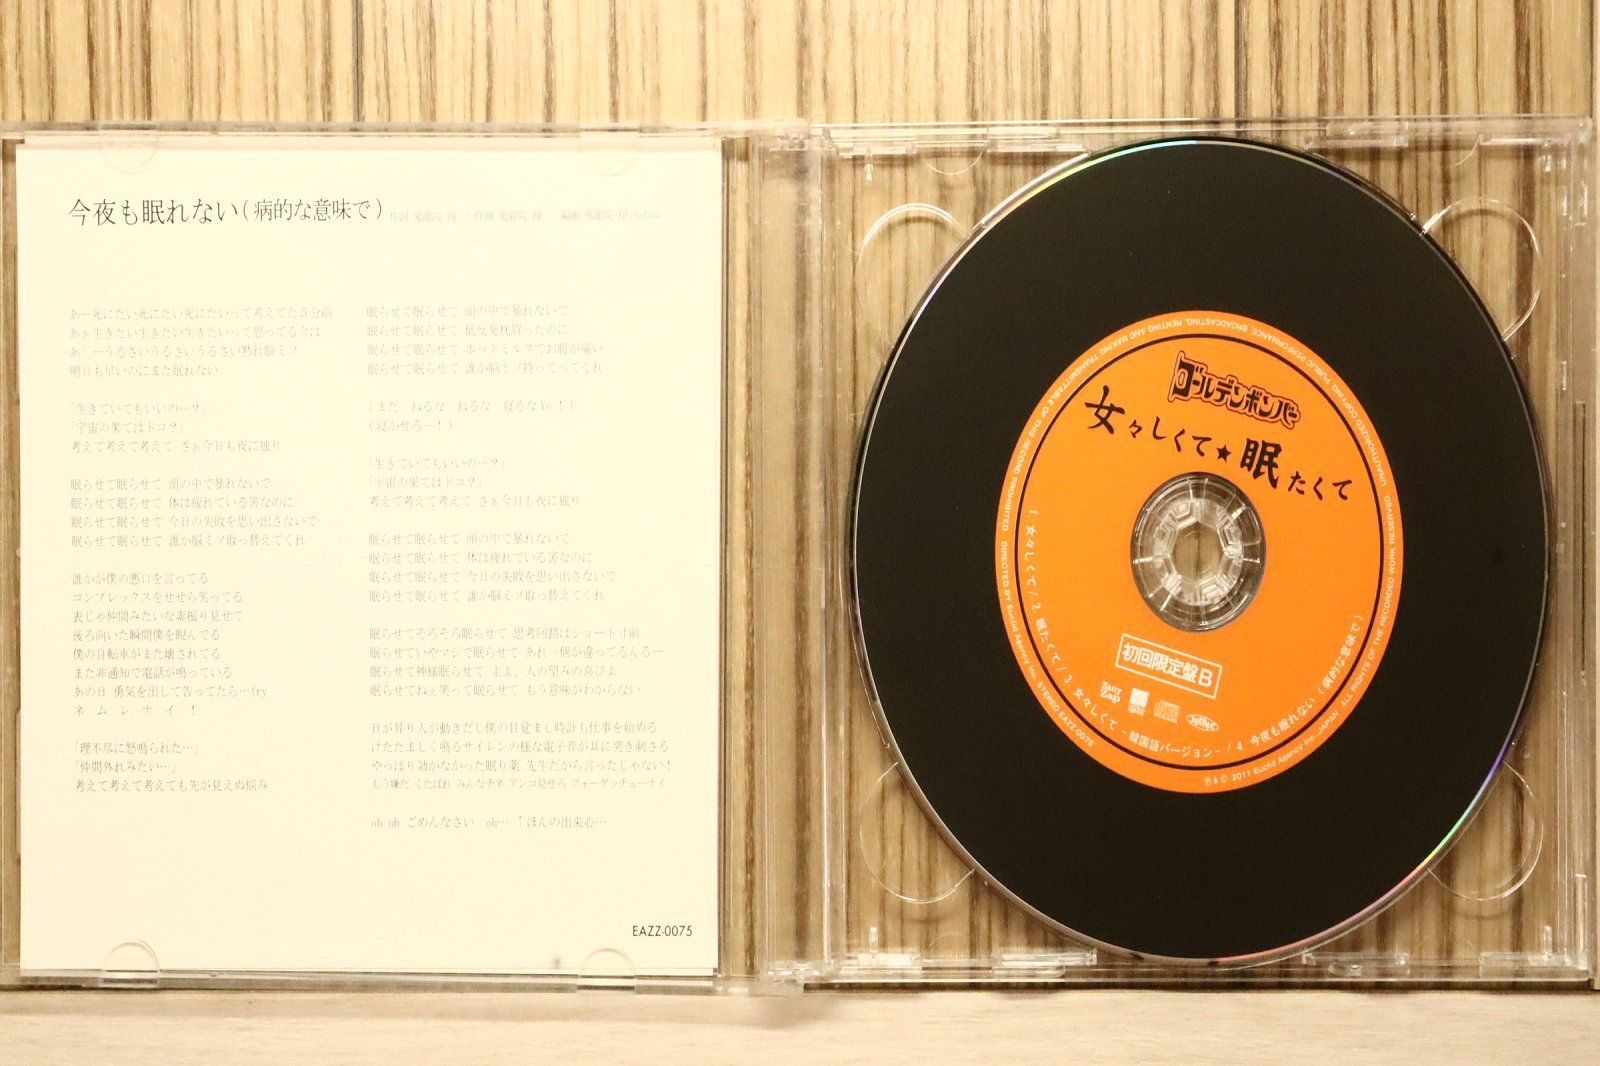 今夜も眠れない(病的な意味で) 作詞 鬼龍院 翔 / 作曲 鬼龍院 翔 / 編曲 鬼龍院 翔,tatsuo
あー死にたい死にたい死にたいって考えてた5分前
あぁ生きたい生きたい生きたいって思ってる今は
あ゛ーうるさいうるさいうるさい黙れ脳ミソ
明日も早いのにまた眠れない
「生きていてもいいの…?」
「宇宙の果てはドコ?」
考えて考えて考えて さぁ今日も夜に独り
眠らせて眠らせて 頭の中で暴れないで
眠らせて眠らせて 体は疲れている筈なのに
眠らせて眠らせて 今日の失敗を思い出さないで
眠らせて眠らせて 誰か脳ミソ取っ替えてくれ
誰かが僕の悪口を言ってる
コンプレックスをせせら笑ってる
表じゃ仲間みたいな素振り見せて
後ろ向いた瞬間僕を睨んでる
僕の自転車がまた壊されてる
また非通知で電話が鳴っている
あの日 勇気を出して告ってたら…(ry
ネ ム レ ナ イ !
「理不尽に怒鳴られた…」
「仲間外れみたい…」
考えて考えて考えても先が見えぬ悩み
眠らせて眠らせて 頭の中で暴れないで
眠らせて眠らせて 低反発枕買ったのに
眠らせて眠らせて ホットミルクでお腹が痛い
眠らせて眠らせて 誰か脳ミソ持ってってくれ
(まだ ねるな ねるな 寝るなYo!)
(寝かせろー!)
「生きていてもいいの…?」
「宇宙の果てはドコ?」
考えて考えて考えて さぁ今日も夜に独り
眠らせて眠らせて 頭の中で暴れないで
眠らせて眠らせて 体は疲れている筈なのに
眠らせて眠らせて 今日の失敗を思い出さないで
眠らせて眠らせて 誰か脳ミソ取っ替えてくれ
眠らせてそろそろ眠らせて 思考回路はショート寸前
眠らせていやマジで眠らせて あれ一個が違ってるんるー
眠らせて神様眠らせて 主よ、人の望みの喜びよ
眠らせてねぇ笑って眠らせて もう意味がわからない
日が昇り人が動きだし僕の目覚まし時計も仕事を始める
けたたましく鳴るサイレンの様な電子音が耳に突き刺さる
やっぱり効かなかった眠り薬 先生だから言ったじゃない!
もう嫌だ くたばれ みんなチネ アンコ見せろ フォーゲッチューナイ
oh oh ごめんなさい oh… ↑ほんの出来心…
EAZZ-0075
ゴールデンボンバー
女々しくて★眠たくて
1. 女々しくて / 2. 眠たくて / 3. 女々しくて - 韓国語バージョン - / 4. 今夜も眠れない(病的な意味で)
初回限定盤B
Zany Zap
ALL RIGHTS OF THE RECORDED WORK RESERVED. UNAUTHORIZED COPYING, PUBLIC PERFORMANCE, BROADCASTING, RENTING AND MAKING TRANSMITTABLE OF THIS RECORD PROHIBITED. DIRECTED BY Euclid Agency Inc. STEREO EAZZ-0075
℗&© 2011 Euclid Agency Inc. JAPAN